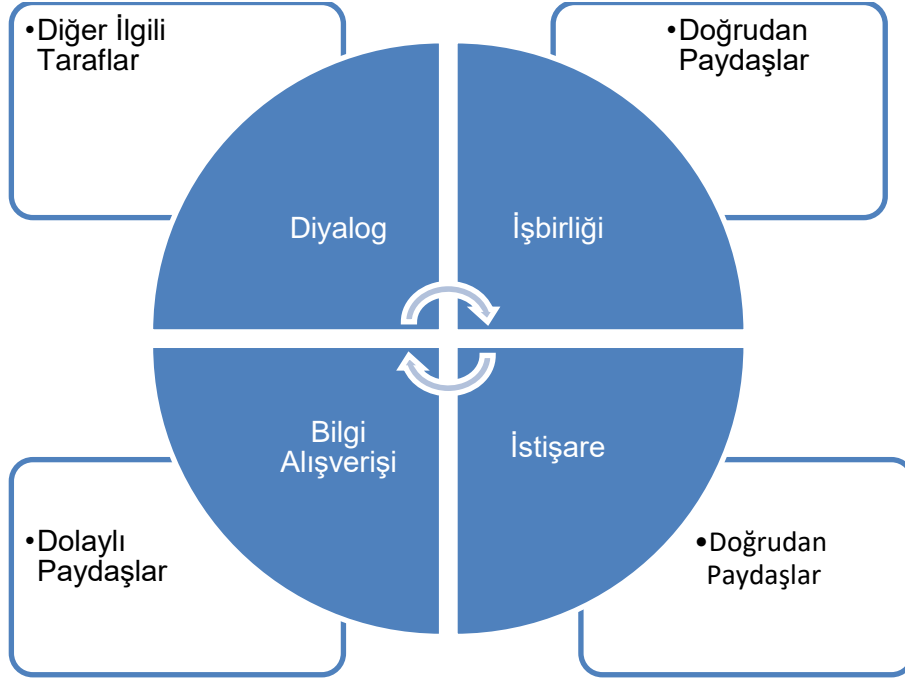 •Diğer İlgili
Taraflar
•Doğrudan
Paydaşlar
Diyalog
İşbirliği
Bilgi
Alışverişi
İstişare
•Dolaylı
Paydaşlar
•Doğrudan
Paydaşlar